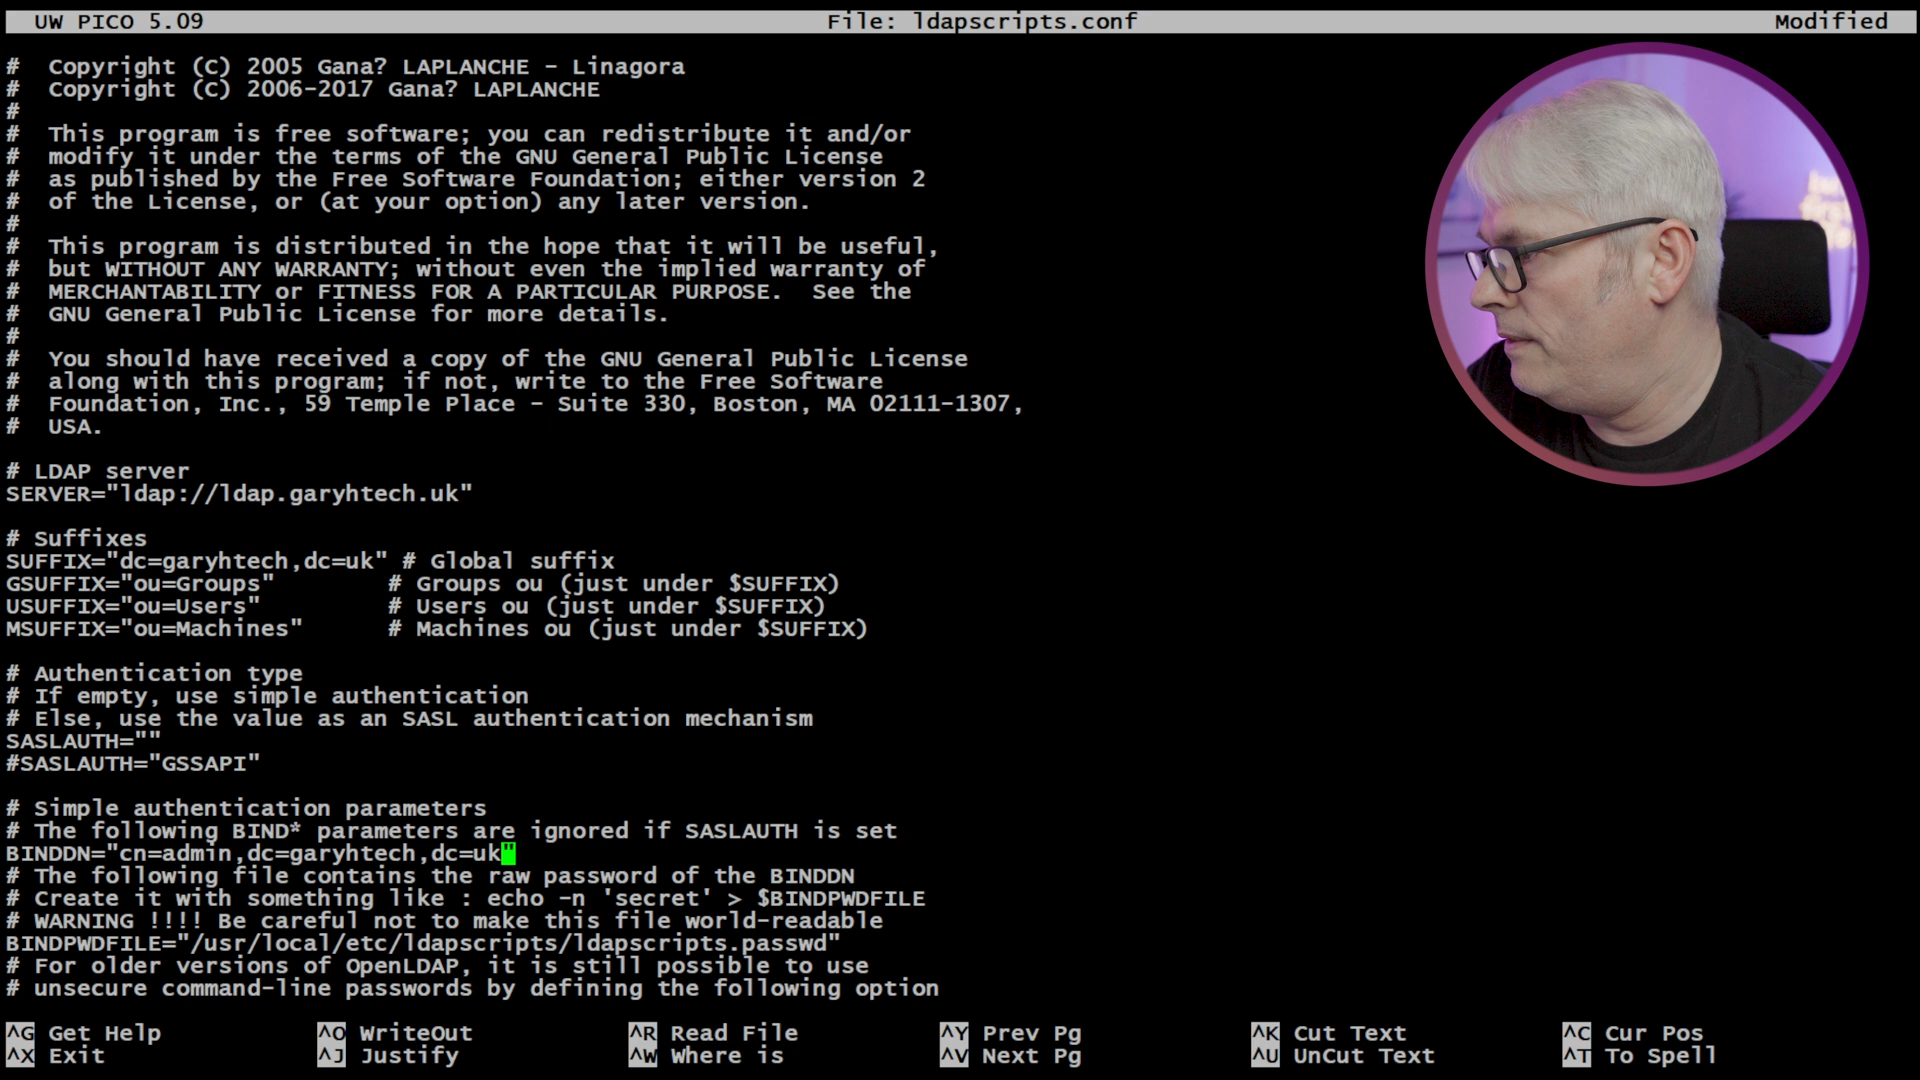 UW PICO 5.09 File: ldapscripts.conf Modified
#  Copyright (C) 2005 Gana? LAPLANCHE - Linagora
#  Copyright (C) 2006-2017 Gana? LAPLANCHE
#
#  This program is free software; you can redistribute it and/or
#  modify it under the terms of the GNU General Public License
#  as published by the Free Software Foundation; either version 2
#  of the License, or (at your option) any later version.
#
#  This program is distributed in the hope that it will be useful,
#  but WITHOUT ANY WARRANTY; without even the implied warranty of
#  MERCHANTABILITY or FITNESS FOR A PARTICULAR PURPOSE.  See the
#  GNU General Public License for more details.
#
#  You should have received a copy of the GNU General Public License
#  along with this program; if not, write to the Free Software
#  Foundation, Inc., 59 Temple Place - Suite 330, Boston, MA 02111-1307,
#  USA.
# LDAP server
SERVER="ldap://ldap.garyhtech.uk"
# Suffixes
SUFFIX="dc=garyhtech,dc=uk" # Global suffix
GSUFFIX="ou=Groups"        # Groups ou (just under $SUFFIX)
USUFFIX="ou=Users"         # Users ou (just under $SUFFIX)
MSUFFIX="ou=Machines"      # Machines ou (just under $SUFFIX)
# Authentication type
# If empty, use simple authentication
# Else, use the value as an SASL authentication mechanism
SASLAUTH=""
#SASLAUTH="GSSAPI"
# Simple authentication parameters
# The following BIND* parameters are ignored if SASLAUTH is set
BINDDN="cn=admin,dc=garyhtech,dc=uk"
# The following file contains the raw password of the BINDDN
# Create it with something like : echo -n 'secret' > $BINDPWDFILE
# WARNING !!!! Be careful not to make this file world-readable
BINDPWDFILE="/usr/local/etc/ldapscripts/ldapscripts.passwd"
# For older versions of OpenLDAP, it is still possible to use
# unsecure command-line passwords by defining the following option
^G Get Help ^O WriteOut ^R Read File ^Y Prev Pg ^K Cut Text ^C Cur Pos
^X Exit ^J Justify ^W Where is ^V Next Pg ^U UnCut Text ^T To Spell